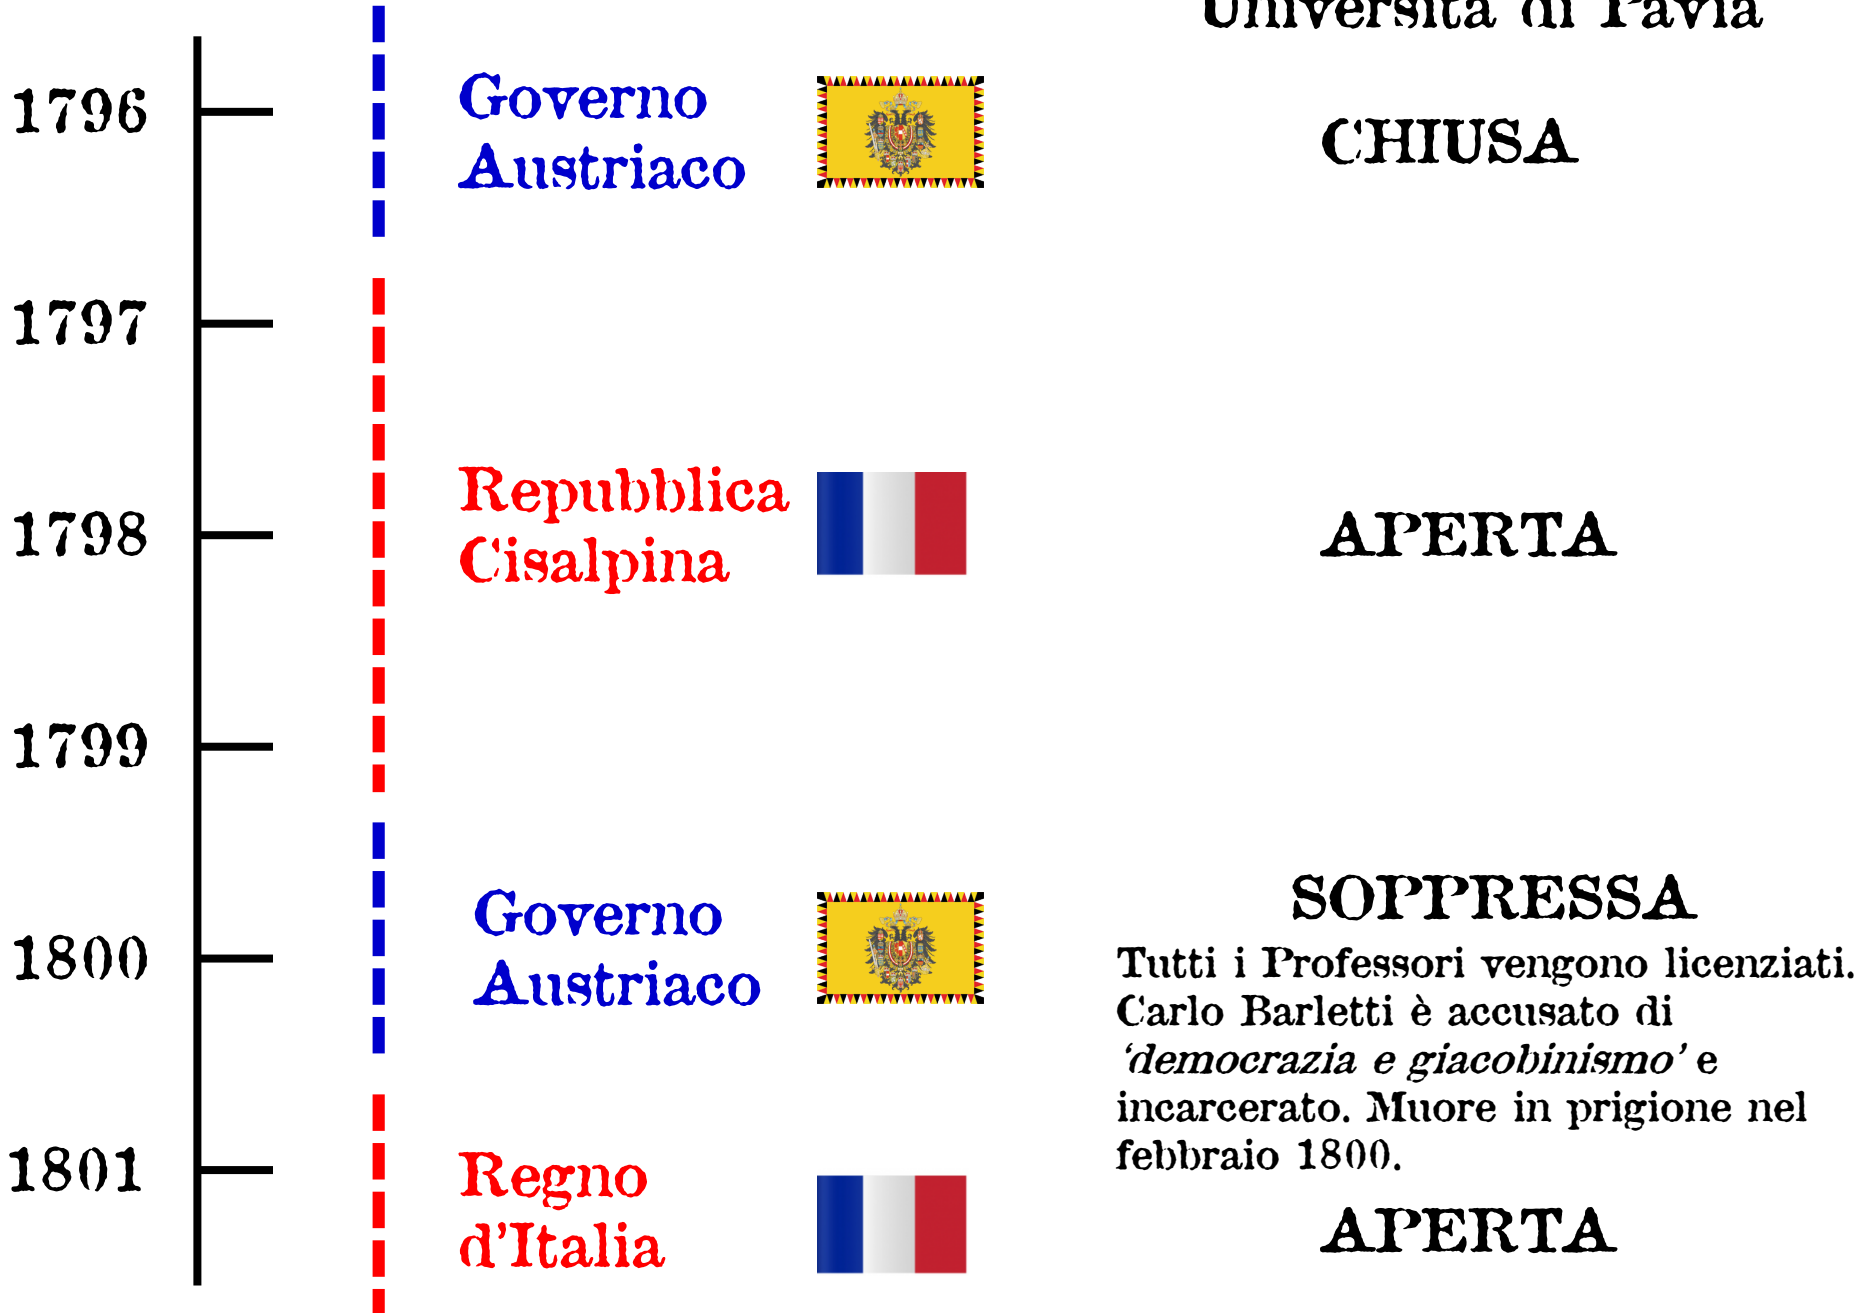 Università di Pavia
1796
Governo
Austriaco
CHIUSA
1797
1798
Repubblica
Cisalpina
APERTA
1799
1800
Governo
Austriaco
SOPPRESSA
Tutti i Professori vengono licenziati.
Carlo Barletti è accusato di
‘democrazia e giacobinismo’ e
incarcerato. Muore in prigione nel
febbraio 1800.
1801
Regno
d’Italia
APERTA